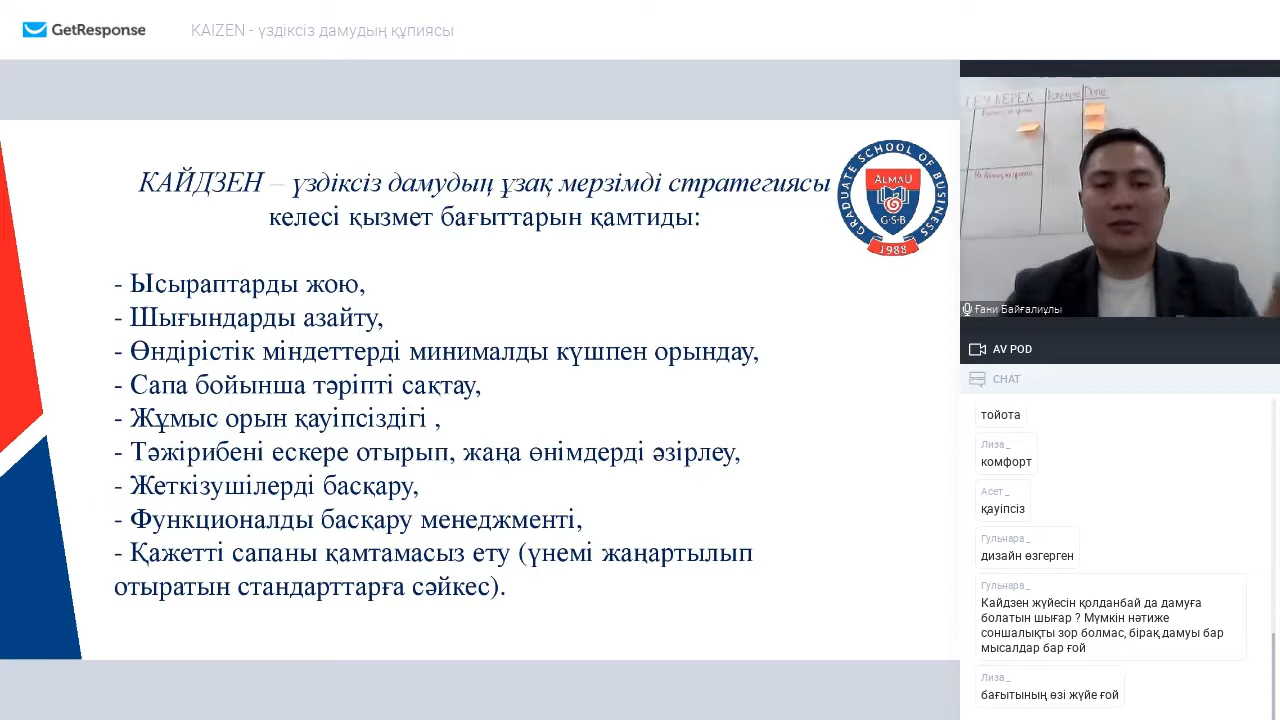 GetResponse
KAIZEN - үздіксіз дамудың құпиясы
КАЙДЗЕН – үздіксіз дамудың ұзақ мерзімді стратегиясы
келесі қызмет бағыттарын қамтиды:
- Ысыраптарды жою,
- Шығындарды азайту,
- Өндірістік міндеттерді минималды күшпен орындау,
- Сапа бойынша тәріпті сақтау,
- Жұмыс орын қауіпсіздігі ,
- Тәжірибені ескере отырып, жаңа өнімдерді әзірлеу,
- Жеткізушілерді басқару,
- Функционалды басқару менеджменті,
- Қажетті сапаны қамтамасыз ету (үнемі жаңартылып
отыратын стандарттарға сәйкес).
GRADUATE SCHOOL OF BUSINESS
ALMAU
G·S·B
1988
КЕРЕК
Done
Ғани Байғалиұлы
AV POD
CHAT
тойота
Лиза_
комфорт
Асет_
қауіпсіз
Гульнара_
дизайн өзгерген
Гульнара_
Кайдзен жүйесін қолданбай да дамуға
болатын шығар ? Мүмкін нәтиже
соншалықты зор болмас, бірақ дамуы бар
мысалдар бар ғой
Лиза_
бағытының өзі жүйе ғой